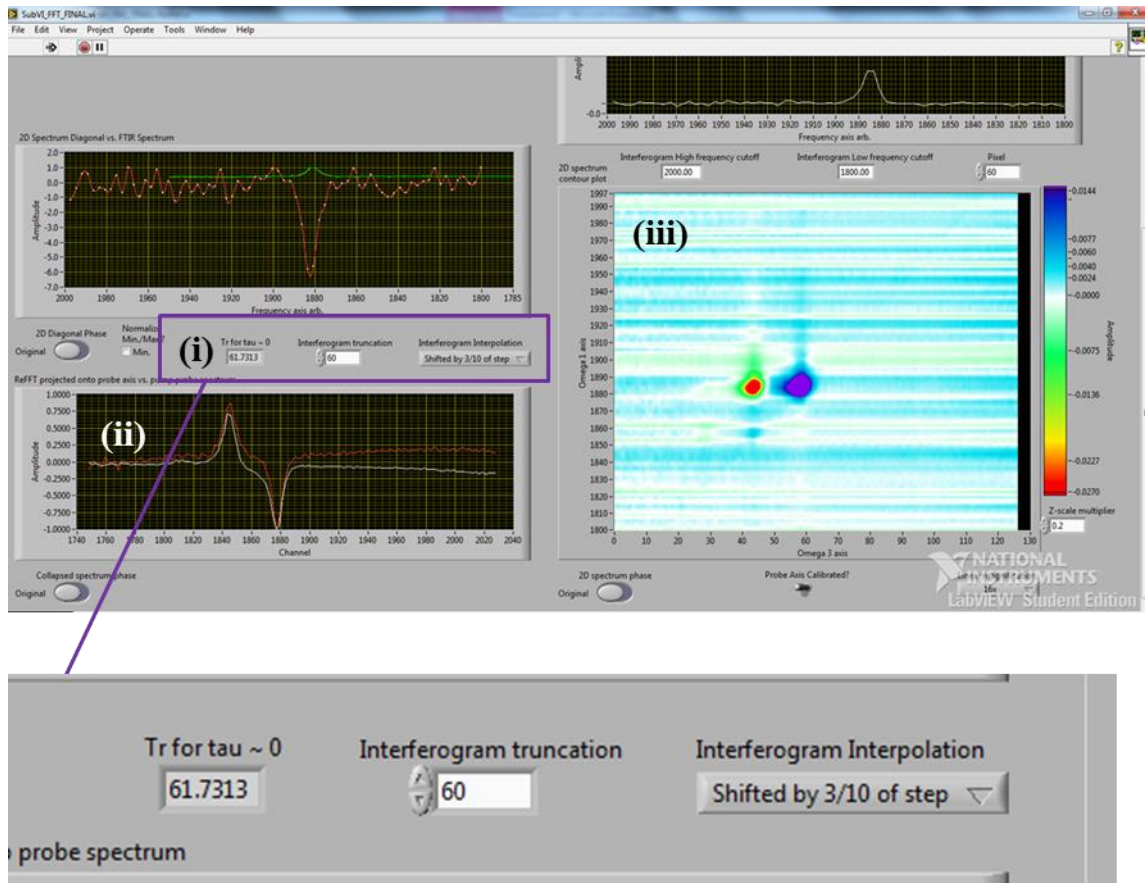 SubVI_FFT_FINAL.vi
File Edit View Project Operate Tools Window Help
-0.0
2000 1990 1980 1970 1960 1950 1940 1930 1920 1910 1900 1890 1880 1870 1860 1850 1840 1830 1820 1810 1800
Frequency axis arb.
2D Spectrum Diagonal vs. FTIR Spectrum
Amplitude
2.0
1.0
0.0
-1.0
-2.0
-3.0
-4.0
-5.0
-6.0
-7.0
2000 1980 1960 1940 1920 1900 1880 1860 1840 1820 1800 1785
Frequency axis arb.
Interferogram High frequency cutoff
2000.00
Interferogram Low frequency cutoff
1800.00
Pixel
60
2D spectrum
contour plot
(iii)
Omega 1 axis
1997
1990
1980
1970
1960
1950
1940
1930
1920
1910
1900
1890
1880
1870
1860
1850
1840
1830
1820
1810
1800
0 10 20 30 40 50 60 70 80 90 100 110 120 130
Omega 3 axis
0.0144
0.0077
0.0060
0.0040
0.0024
-0.0000
-0.0075
-0.0136
-0.0227
-0.0270
Amplitude
Z-scale multiplier
0.2
2D Diagonal Phase
Original
Min.
(i)
Tr for tau ~ 0
61.7313
Interferogram truncation
60
Interferogram Interpolation
Shifted by 3/10 of step
ReFFT projected onto probe axis vs. pump-probe spectrum
(ii)
Amplitude
1.0000
0.7500
0.5000
0.2500
0.0000
-0.2500
-0.5000
-0.7500
-1.0000
1740 1760 1780 1800 1820 1840 1860 1880 1900 1920 1940 1960 1980 2000 2020 2040
Channel
Collapsed spectrum phase
Original
2D spectrum phase
Original
Probe Axis Calibrated?
16x
NATIONAL
INSTRUMENTS
LabVIEW Student Edition
Tr for tau ~ 0
61.7313
Interferogram truncation
60
Interferogram Interpolation
Shifted by 3/10 of step
probe spectrum